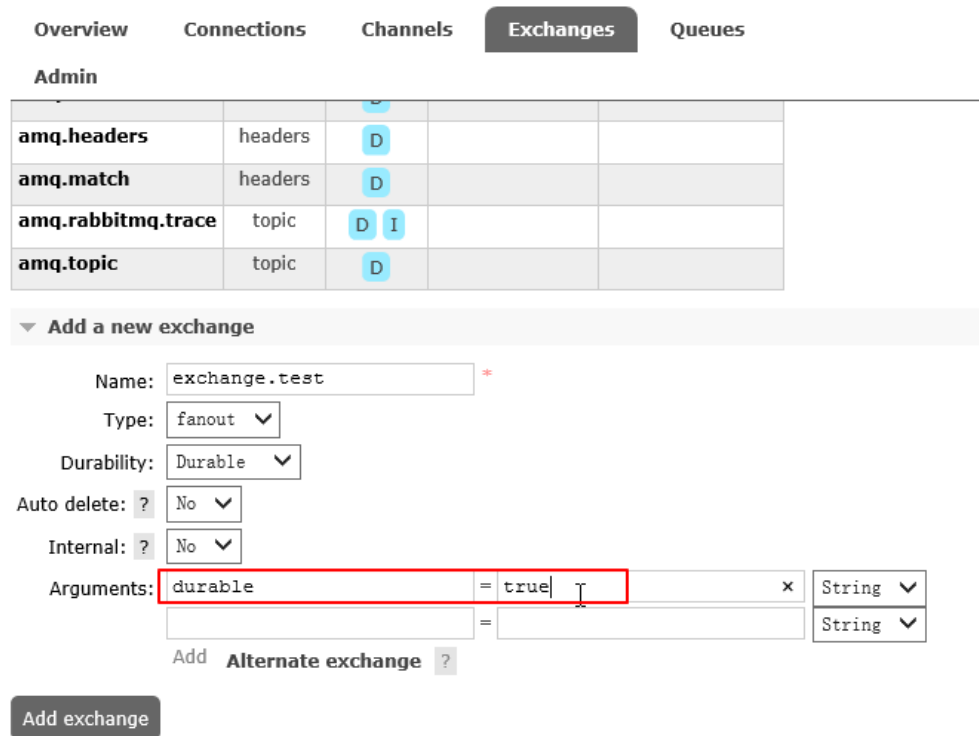 Overview Connections Channels Exchanges Queues
Admin
amq.headers headers D
amq.match headers D
amq.rabbitmq.trace topic D I
amq.topic topic D
Add a new exchange
Name: exchange.test *
Type: fanout
Durability: Durable
Auto delete: ? No
Internal: ? No
Arguments: durable = true × String
= String
Add Alternate exchange ?
Add exchange